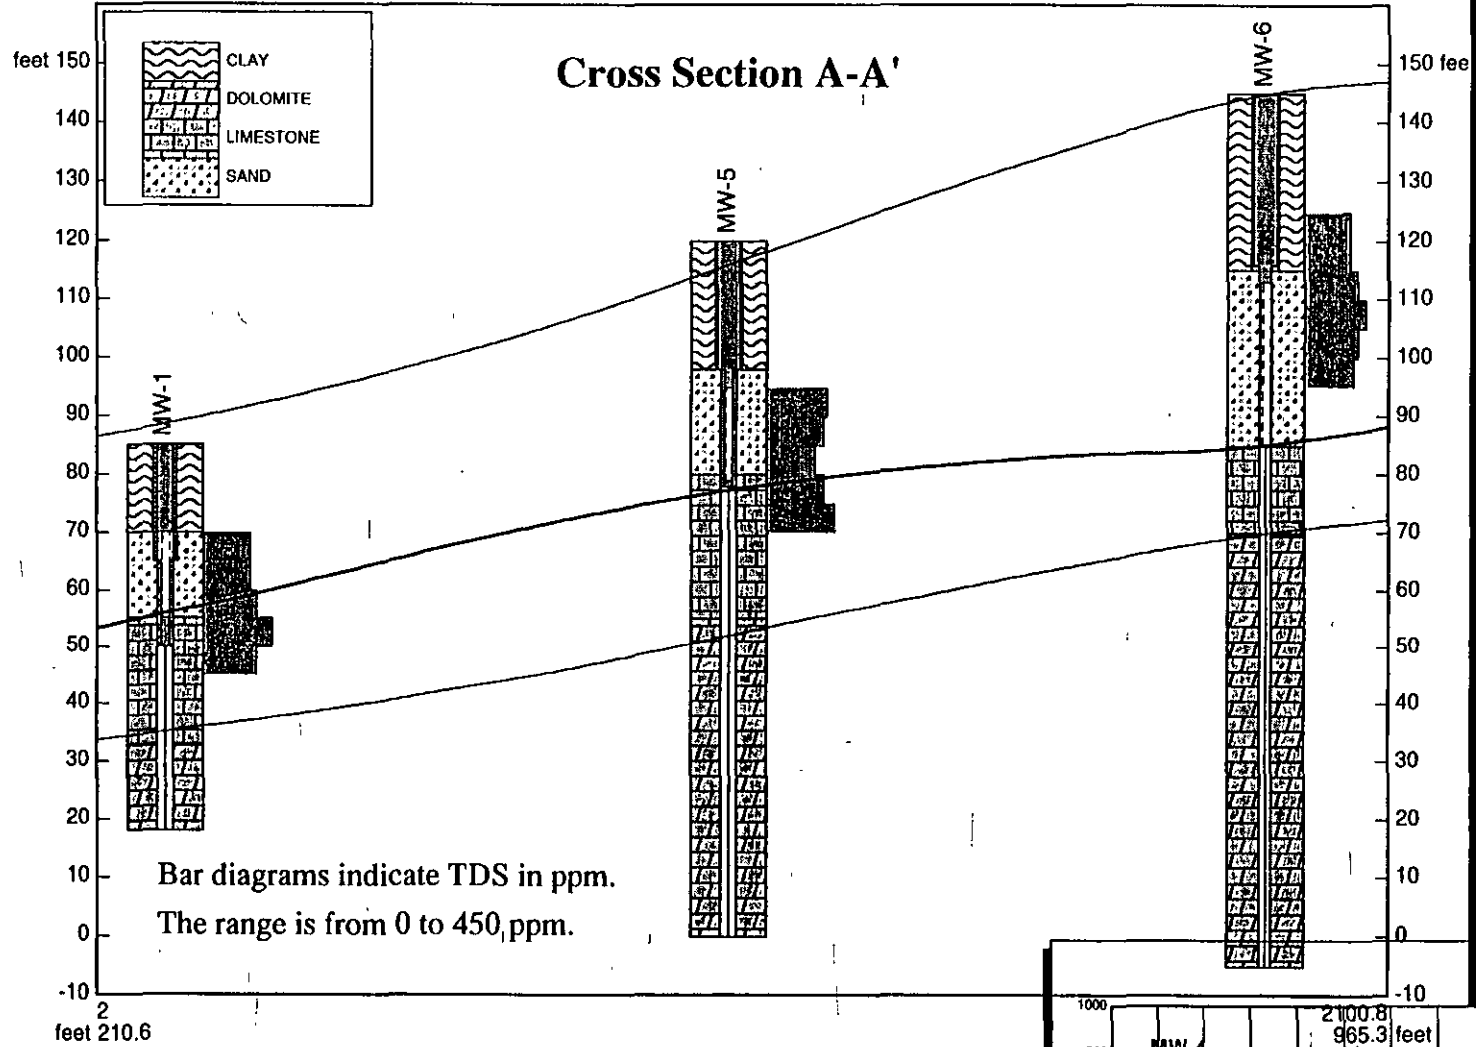 Cross Section A-A'
CLAY
DOLOMITE
LIMESTONE
SAND
feet 150
140
130
120
110
100
90
80
70
60
50
40
30
20
10
0
-10
MW-1
MW-5
MW-6
150 fee
140
130
120
110
100
90
80
70
60
50
40
30
20
10
0
-10
Bar diagrams indicate TDS in ppm.
The range is from 0 to 450 ppm.
2
feet 210.6
1000
2100.8
965.3 feet